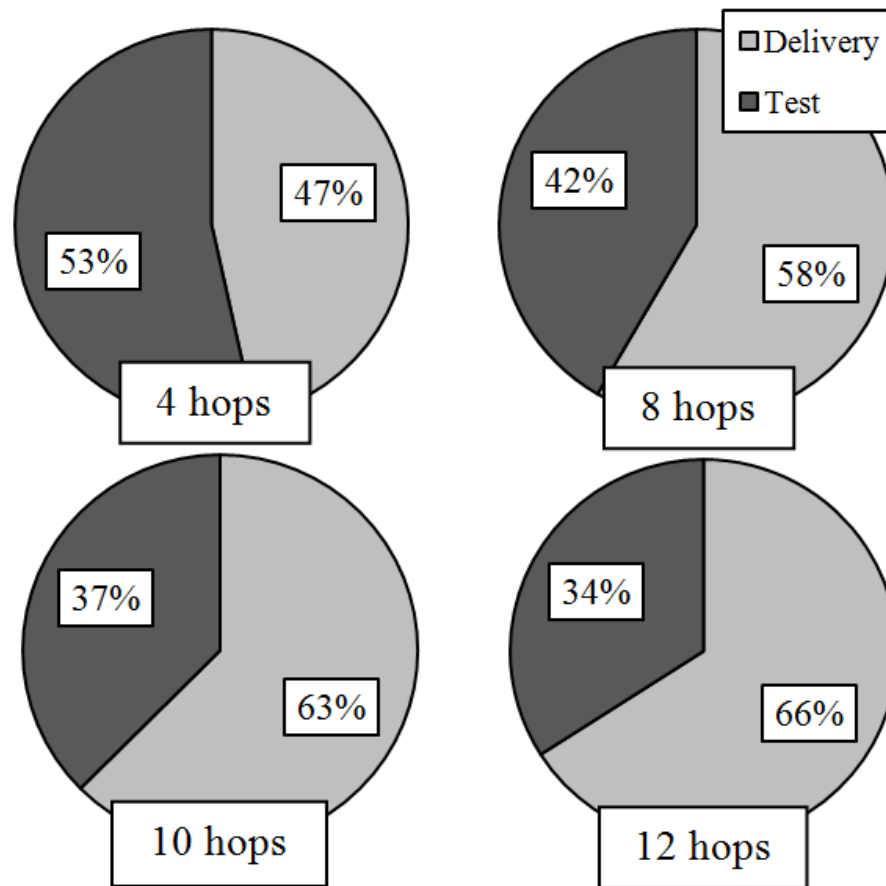 Delivery
Test
47%
53%
4 hops
42%
58%
8 hops
37%
63%
10 hops
34%
66%
12 hops